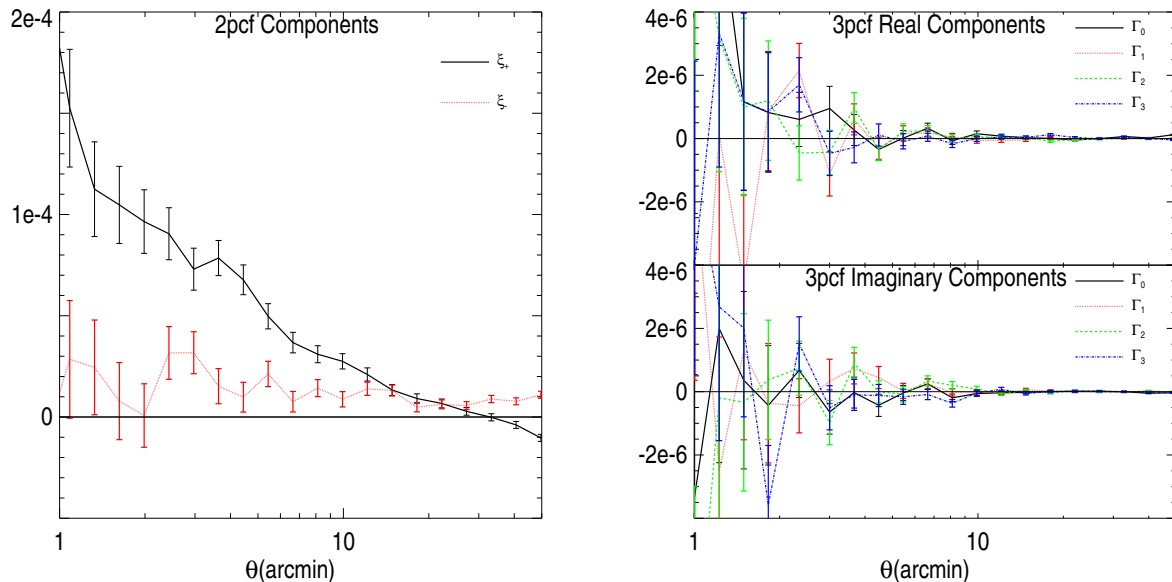 2pcf Components
2e-4
1e-4
0
ξ+
ξ-
1
10
θ(arcmin)
3pcf Real Components
4e-6
2e-6
0
-2e-6
Γ0
Γ1
Γ2
Γ3
3pcf Imaginary Components
4e-6
2e-6
0
-2e-6
Γ0
Γ1
Γ2
Γ3
1
10
θ(arcmin)